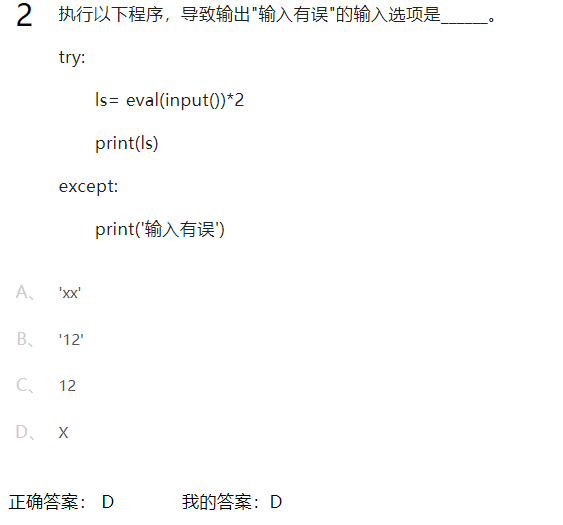 2 执行以下程序，导致输出"输入有误"的输入选项是______。
try:
ls= eval(input())*2
print(ls)
except:
print('输入有误')
A、 'xx'
B、 '12'
C、 12
D、 X
正确答案： D 我的答案：D